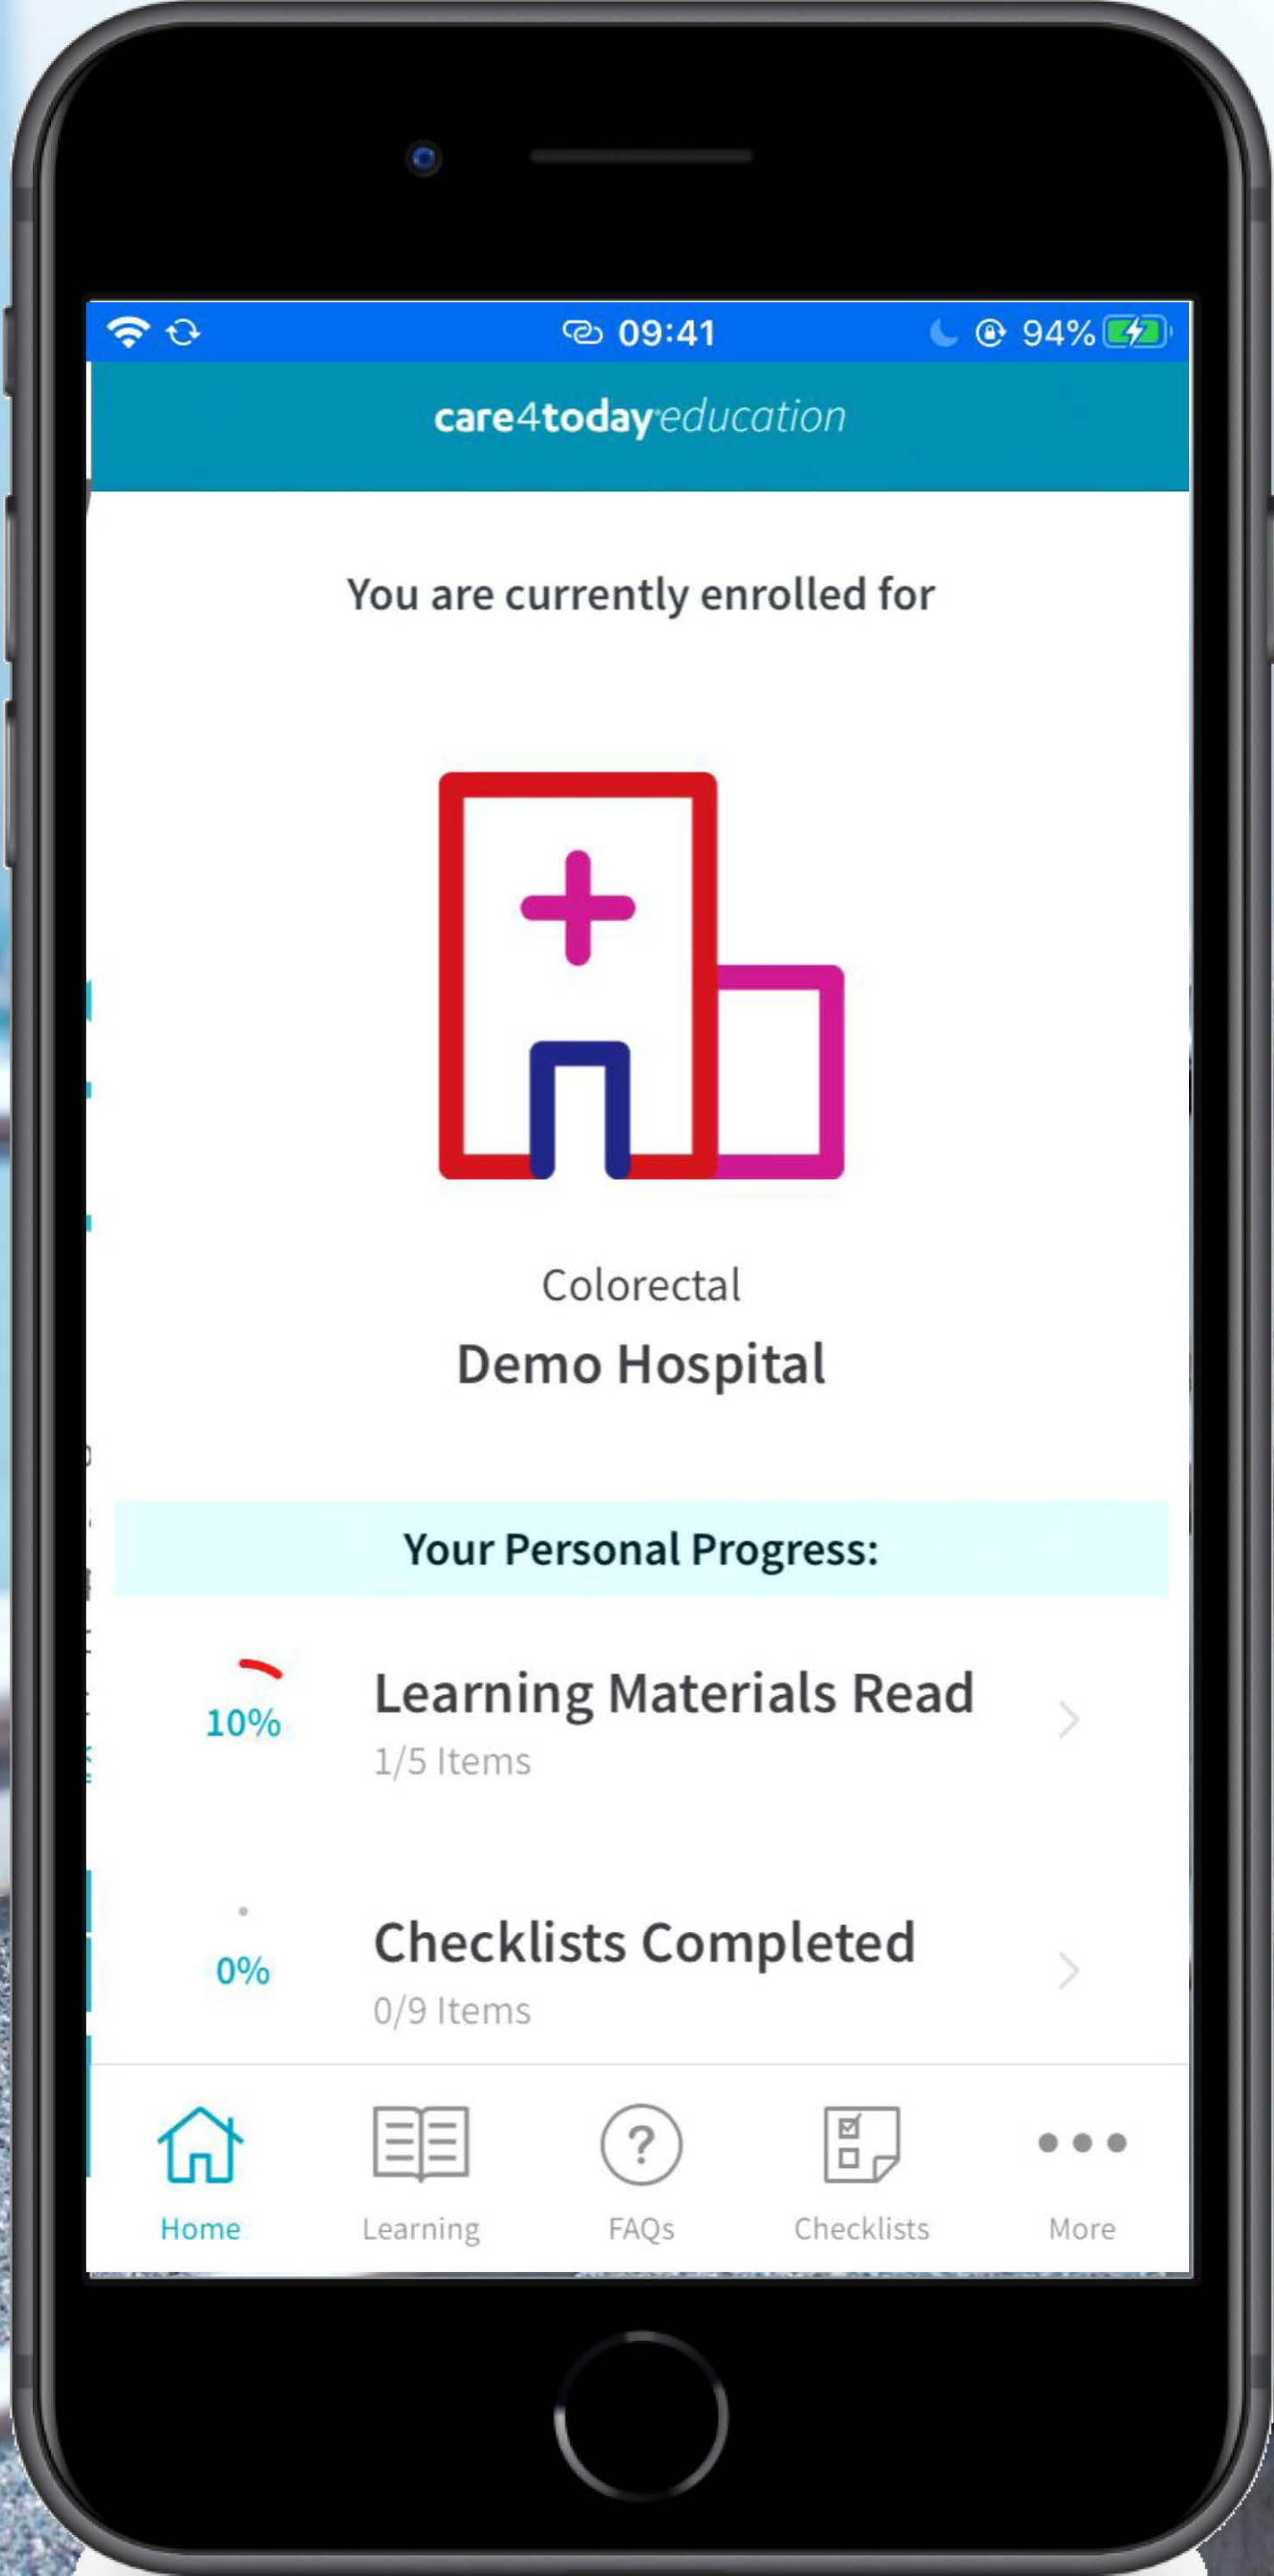 09:41
94%
care4today education
You are currently enrolled for
Colorectal
Demo Hospital
Your Personal Progress:
10%
Learning Materials Read
1/5 Items
0%
Checklists Completed
0/9 Items
Home
Learning
FAQs
Checklists
More